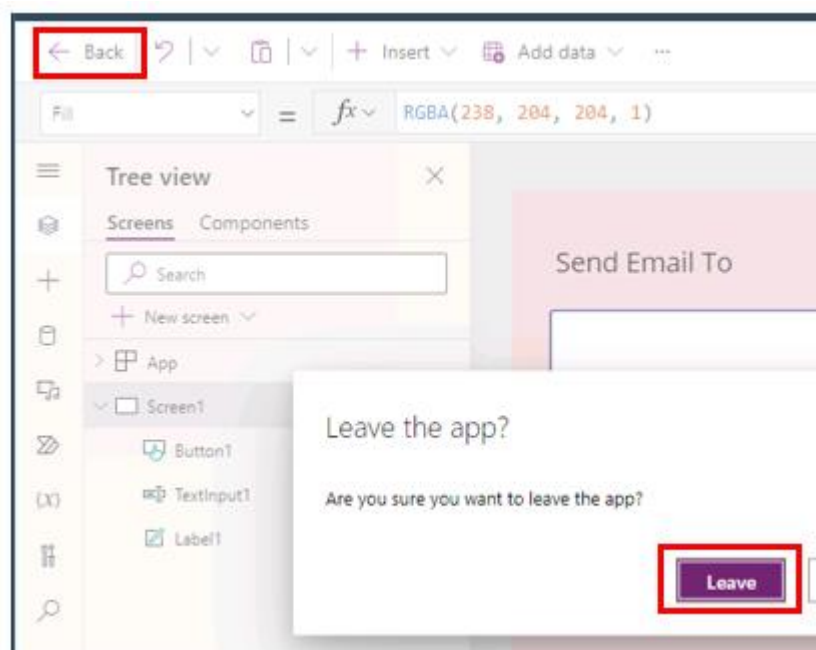 Back Insert Add data ...
Fill = fx RGBA(238, 204, 204, 1)
Tree view
Screens Components
Search
New screen
App
Screen1
Button1
TextInput1
Label1
Send Email To
Leave the app?
Are you sure you want to leave the app?
Leave